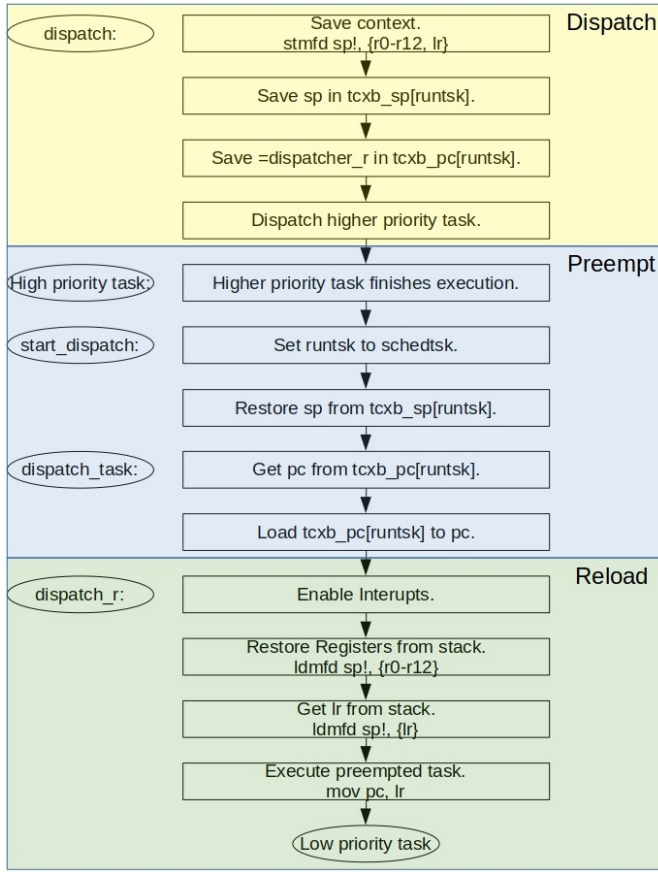 Dispatch
dispatch:
Save context.
stmfd sp!, {r0-r12, lr}
Save sp in tcxb_sp[runtsk].
Save =dispatcher_r in tcxb_pc[runtsk].
Dispatch higher priority task.
Preempt
High priority task:
Higher priority task finishes execution.
start_dispatch:
Set runtsk to schedtsk.
Restore sp from tcxb_sp[runtsk].
dispatch_task:
Get pc from tcxb_pc[runtsk].
Load tcxb_pc[runtsk] to pc.
Reload
dispatch_r:
Enable Interupts.
Restore Registers from stack.
ldmfd sp!, {r0-r12}
Get lr from stack.
ldmfd sp!, {lr}
Execute preempted task.
mov pc, lr
Low priority task